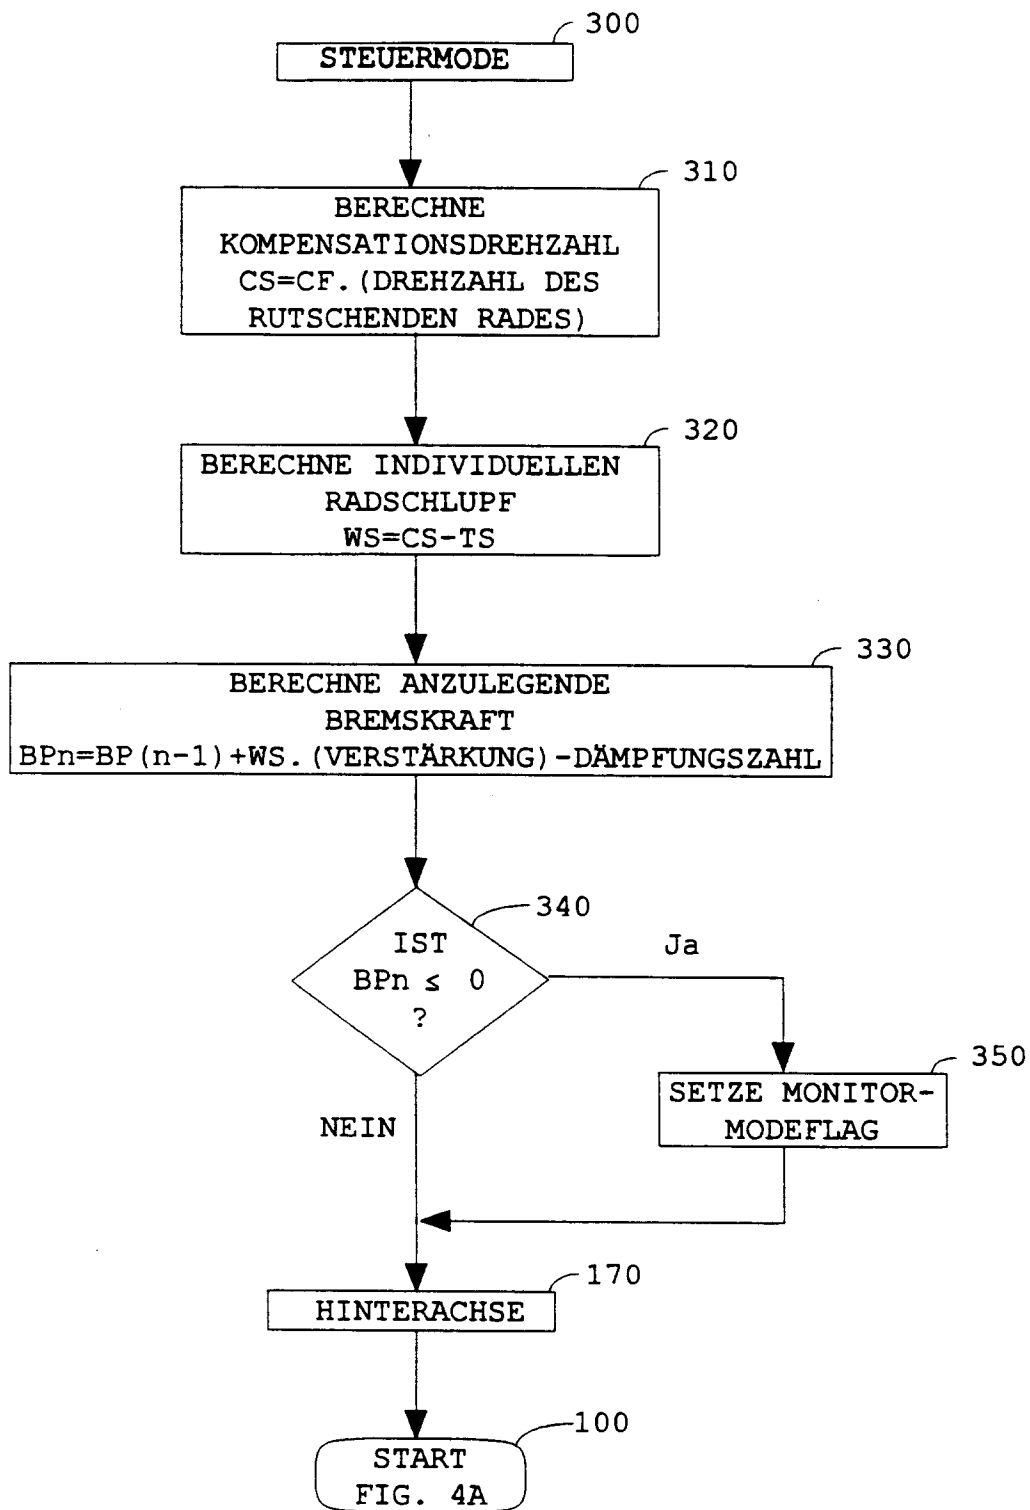 300
STEUERMODE
310
BERECHNE
KOMPENSATIONSDREHZAHL
CS=CF.(DREHZAHL DES
RUTSCHENDEN RADES)
320
BERECHNE INDIVIDUELLEN
RADSCHLUPF
WS=CS-TS
330
BERECHNE ANZULEGENDE
BREMSKRAFT
BPn=BP(n-1)+WS.(VERSTÄRKUNG)-DÄMPFUNGSZAHL
340
IST
BPn ≤ 0
?
Ja
350
SETZE MONITOR-
MODEFLAG
NEIN
170
HINTERACHSE
100
START
FIG. 4A